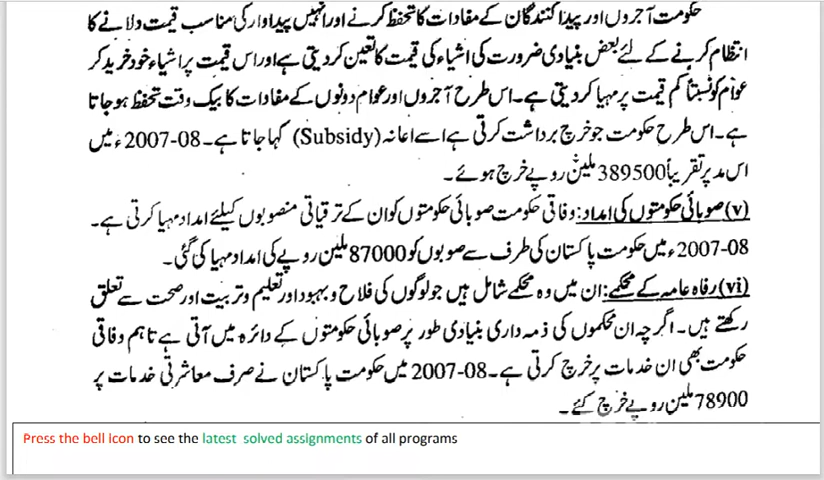 حکومت آجروں اور پیدا کنندگان کے مفادات کا تحفظ کرنے اور انہیں پیداوار کی مناسب قیمت دلانے کا
انتظام کرنے کے لئے بعض بنیادی ضرورت کی اشیاء کی قیمت کا تعین کر دیتی ہے اور اس قیمت پر اشیاء خود خرید کر
عوام کو نسبتاً کم قیمت پر مہیا کر دیتی ہے۔ اس طرح آجروں اور عوام دونوں کے مفادات کا بیک وقت تحفظ ہو جاتا
ہے۔ اس طرح حکومت جو خرچ برداشت کرتی ہے اسے اعانہ (Subsidy) کہا جاتا ہے۔ 08-2007ء میں
اس مد پر تقریباً 389500 ملین روپے خرچ ہوئے۔
(v) صوبائی حکومتوں کی امداد: وفاقی حکومت صوبائی حکومتوں کو ان کے ترقیاتی منصوبوں کیلئے امداد مہیا کرتی ہے۔
08-2007ء میں حکومت پاکستان کی طرف سے صوبوں کو 87000 ملین روپے کی امداد مہیا کی گئی۔
(vi) رفاہ عامہ کے محکمے: ان میں وہ محکمے شامل ہیں جو لوگوں کی فلاح و بہبود اور تعلیم و تربیت اور صحت سے تعلق
رکھتے ہیں۔ اگرچہ ان محکموں کی ذمہ داری بنیادی طور پر صوبائی حکومتوں کے دائرہ میں آتی ہے تاہم وفاقی
حکومت بھی ان خدمات پر خرچ کرتی ہے۔ 08-2007 میں حکومت پاکستان نے صرف معاشرتی خدمات پر
78900 ملین روپے خرچ کئے۔
Press the bell icon to see the latest solved assignments of all programs